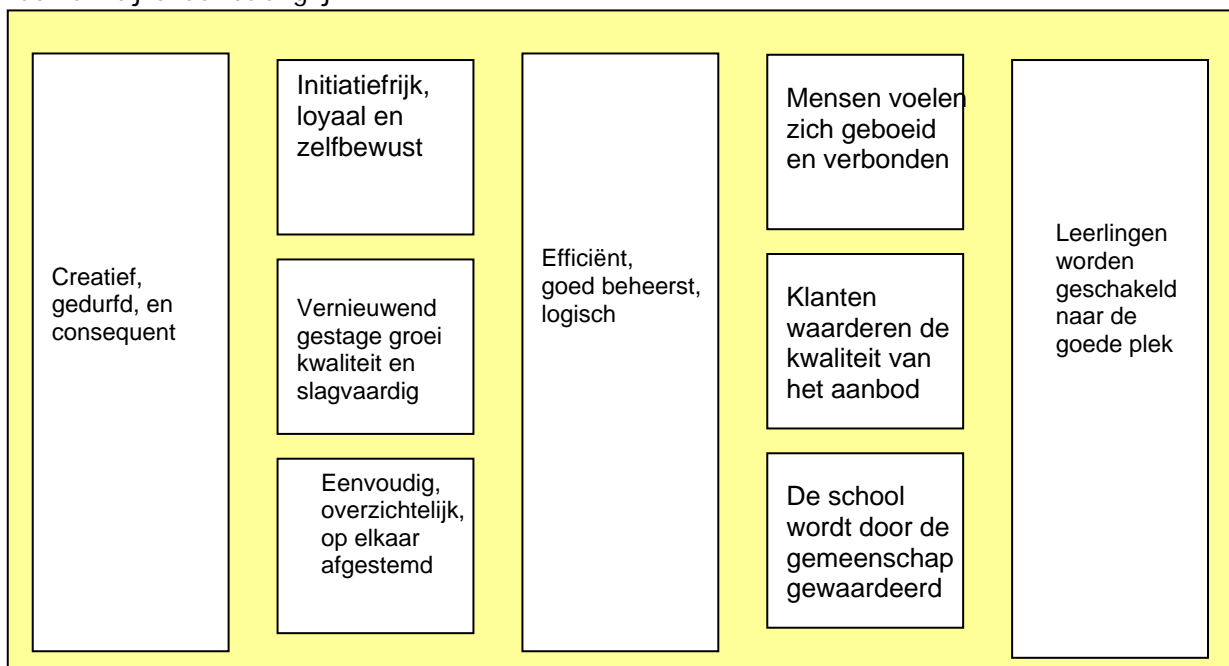 Creatief,
gedurfd, en
consequent
Initiatiefrijk,
loyaal en
zelfbewust
Vernieuwend
gestage groei
kwaliteit en
slagvaardig
Eenvoudig,
overzichtelijk,
op elkaar
afgestemd
Efficiënt,
goed beheerst,
logisch
Mensen voelen
zich geboeid
en verbonden
Klanten
waarderen de
kwaliteit van
het aanbod
De school
wordt door de
gemeenschap
gewaardeerd
Leerlingen
worden
geschakeld
naar de
goede plek